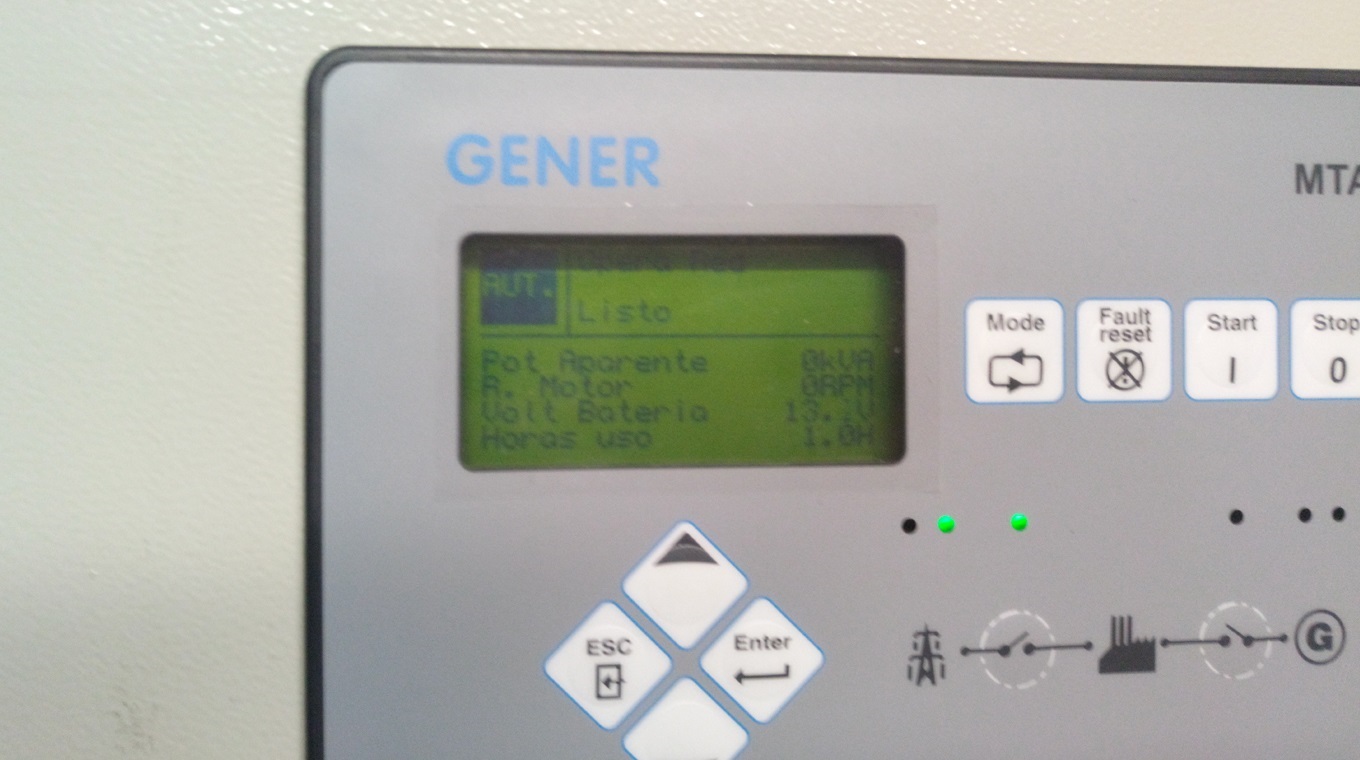 GENER
MTA
AUT.
Listo
Pot Aparente 0kVA
R. Motor 0RPM
Volt Bateria
Horas uso 1.0H
Mode
Fault
reset
Start
I
Stop
0
ESC
Enter
G